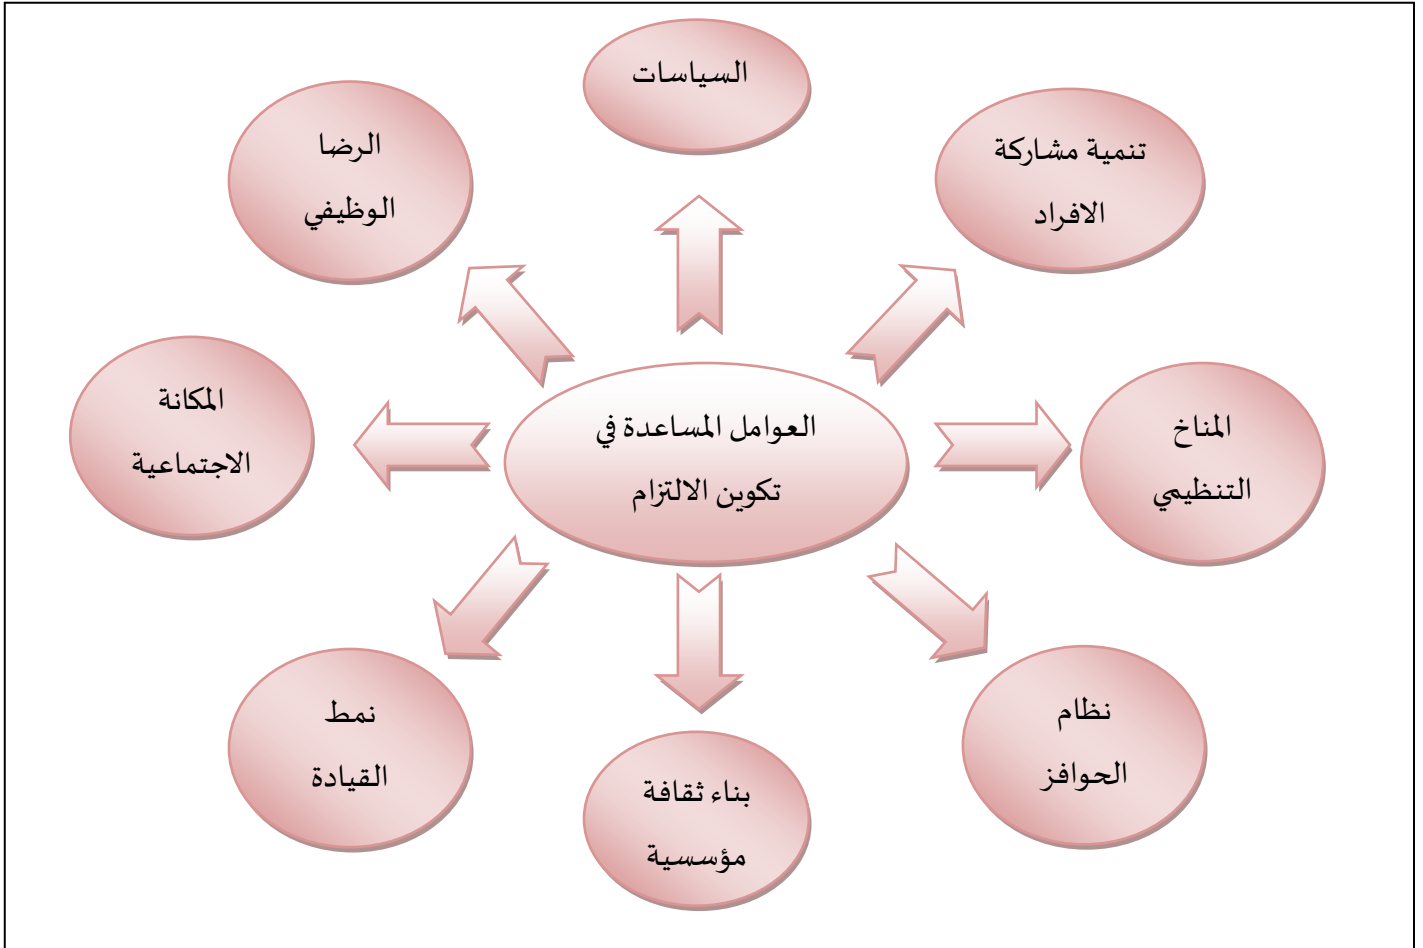 السياسات
تنمية مشاركة
الافراد
الرضا
الوظيفي
المناخ
التنظيمي
المكانة
الاجتماعية
العوامل المساعدة في
تكوين الالتزام
نظام
الحوافز
نمط
القيادة
بناء ثقافة
مؤسسية